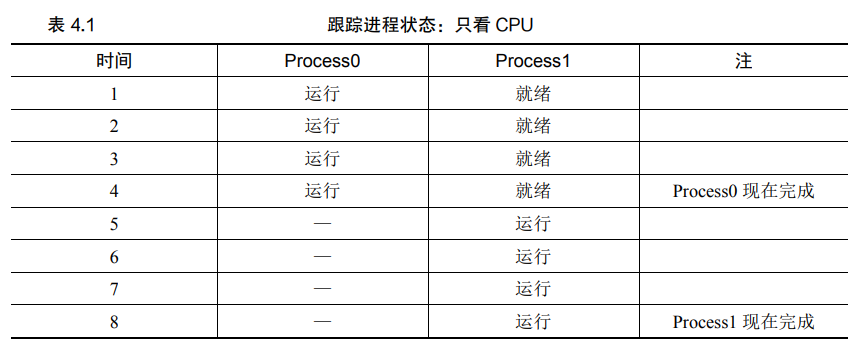 表 4.1 跟踪进程状态：只看 CPU
时间 Process0 Process1 注
1 运行 就绪
2 运行 就绪
3 运行 就绪
4 运行 就绪 Process0 现在完成
5 — 运行
6 — 运行
7 — 运行
8 — 运行 Process1 现在完成